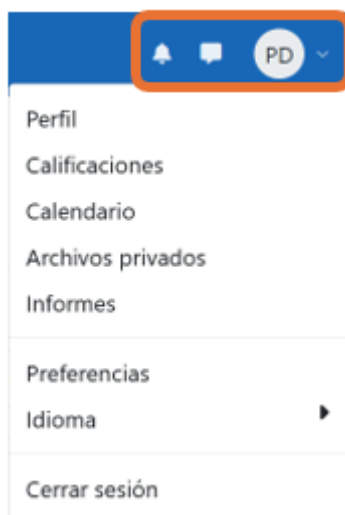 PD
Perfil
Calificaciones
Calendario
Archivos privados
Informes
Preferencias
Idioma
Cerrar sesión